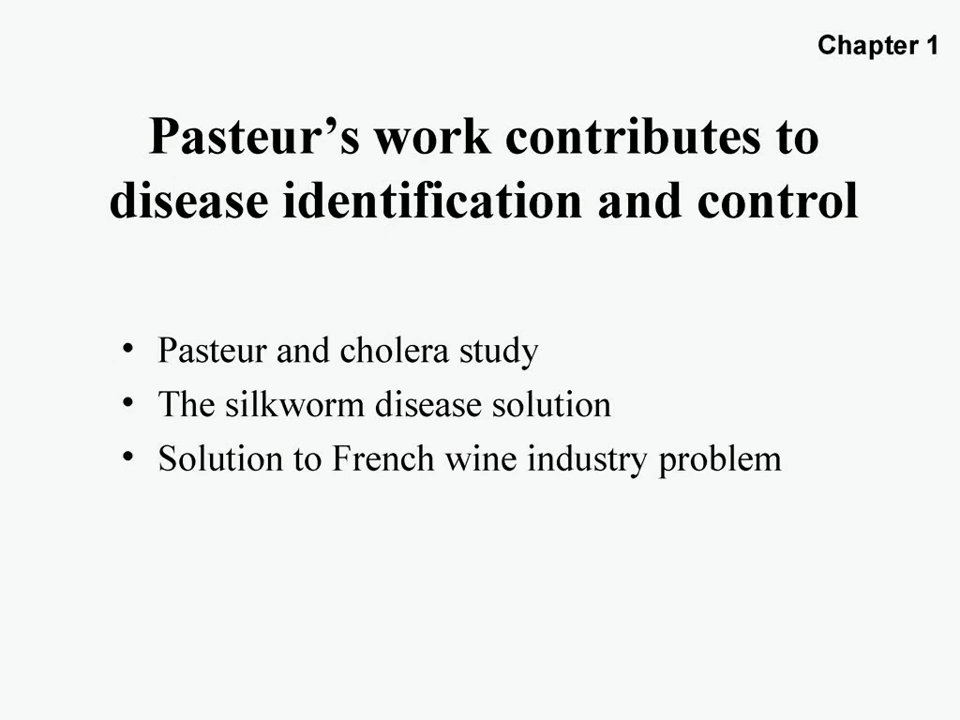 Chapter 1
Pasteur’s work contributes to
disease identification and control
• Pasteur and cholera study
• The silkworm disease solution
• Solution to French wine industry problem